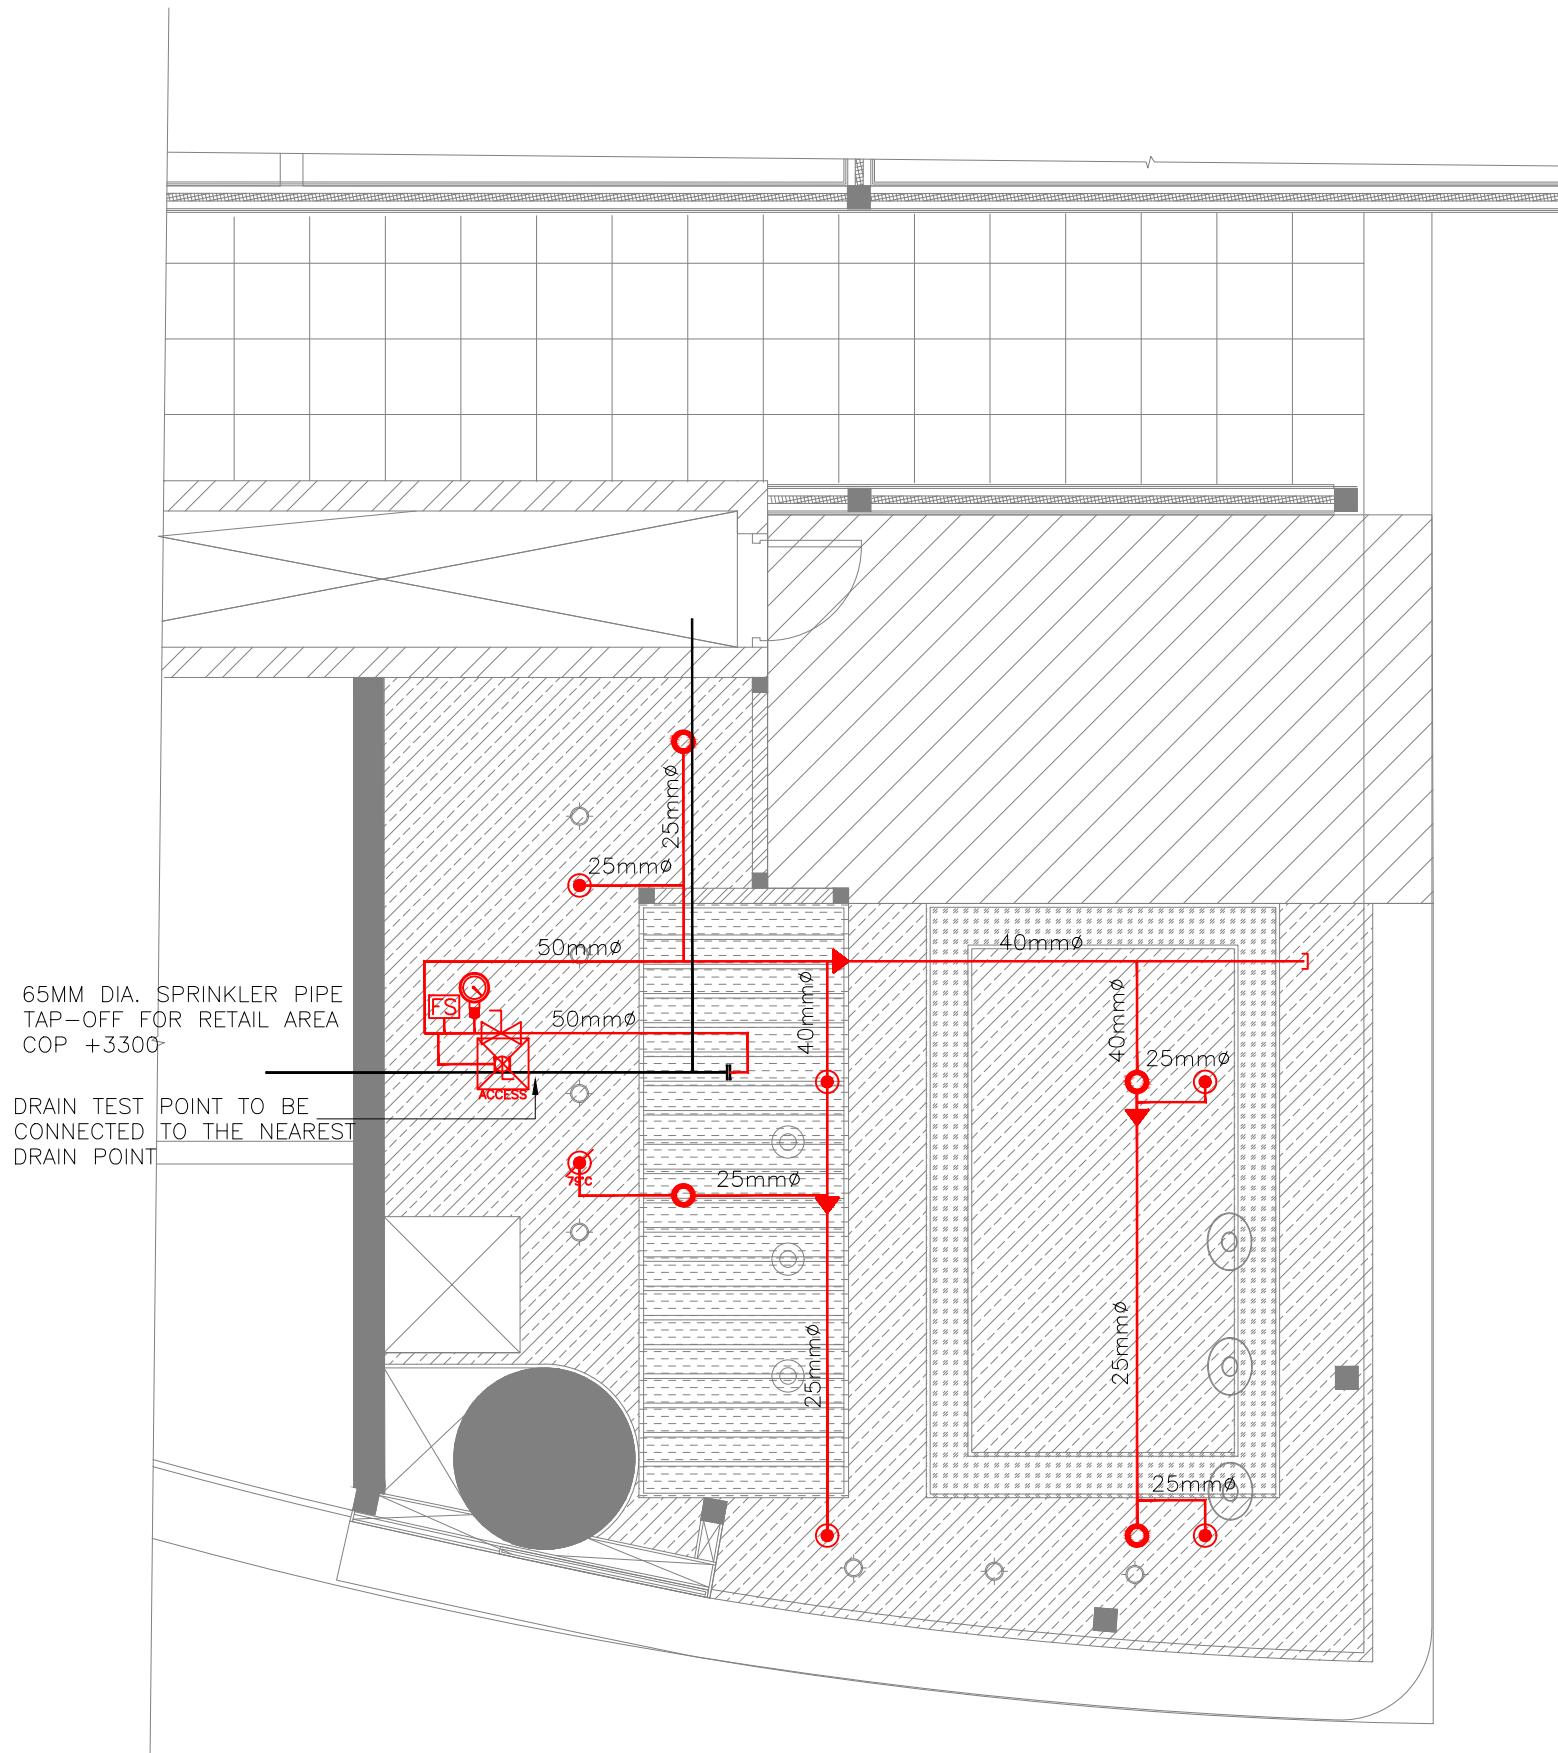 25mmø
25mmø
50mmø
40mmø
65MM DIA. SPRINKLER PIPE
TAP-OFF FOR RETAIL AREA
COP +3300
FS
50mmø
40mmø
40mmø
25mmø
ACCESS
DRAIN TEST POINT TO BE
CONNECTED TO THE NEAREST
DRAIN POINT
79°C
25mmø
25mmø
25mmø
25mmø